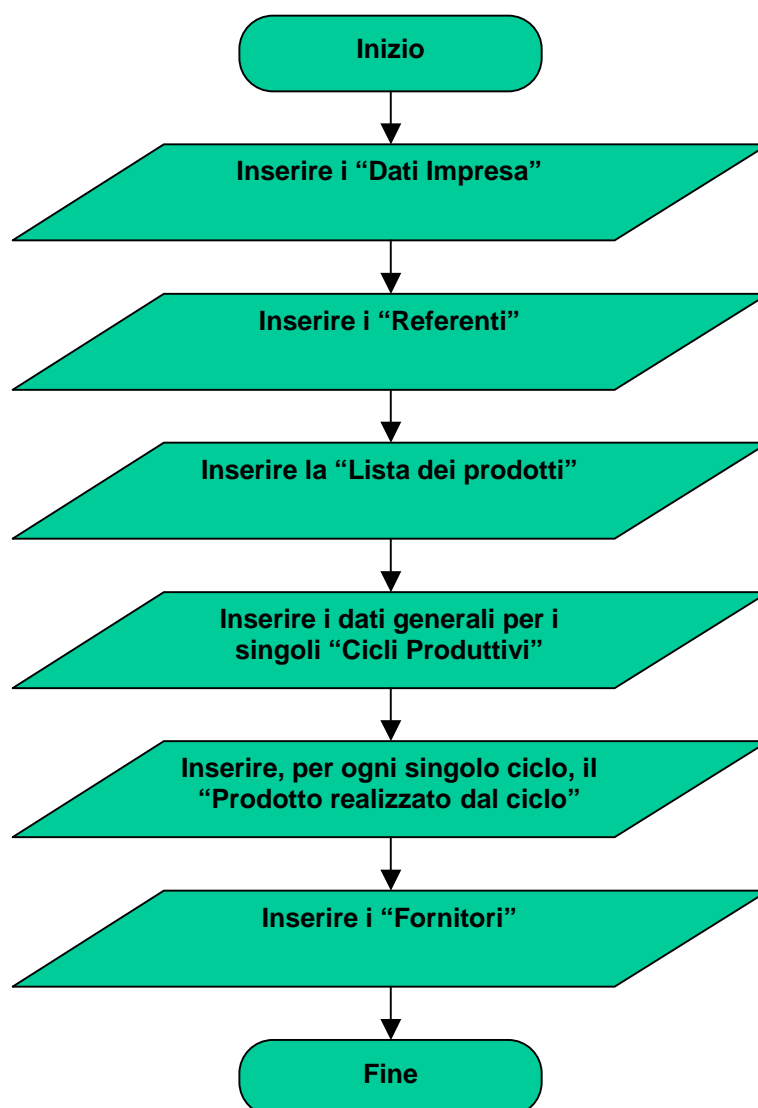 Inizio
Inserire i “Dati Impresa”
Inserire i “Referenti”
Inserire la “Lista dei prodotti”
Inserire i dati generali per i
singoli “Cicli Produttivi”
Inserire, per ogni singolo ciclo, il
“Prodotto realizzato dal ciclo”
Inserire i “Fornitori”
Fine